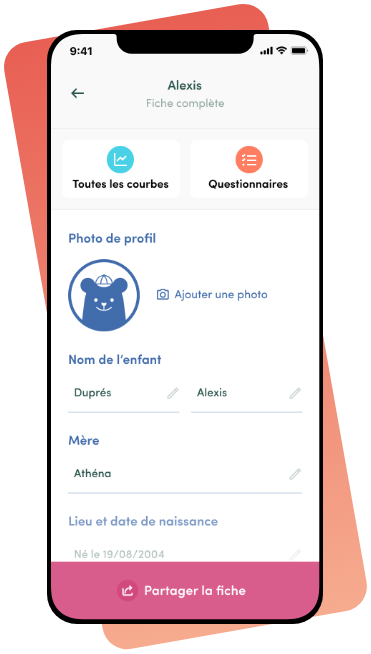 9:41
Alexis
Fiche complète
Toutes les courbes
Questionnaires
Photo de profil
Ajouter une photo
Nom de l'enfant
Duprés
Alexis
Mère
Athéna
Lieu et date de naissance
Né le 19/08/2004
Partager la fiche